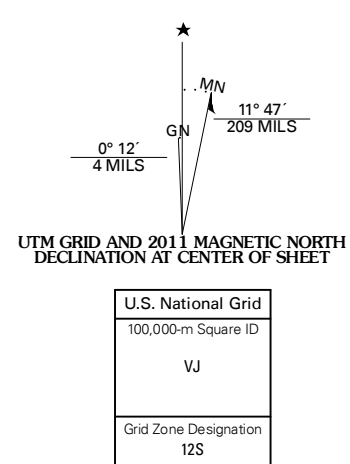 MN
11° 47´
209 MILS
GN
0° 12´
4 MILS
UTM GRID AND 2011 MAGNETIC NORTH
DECLINATION AT CENTER OF SHEET
U.S. National Grid
100,000-m Square ID
VJ
Grid Zone Designation
12S